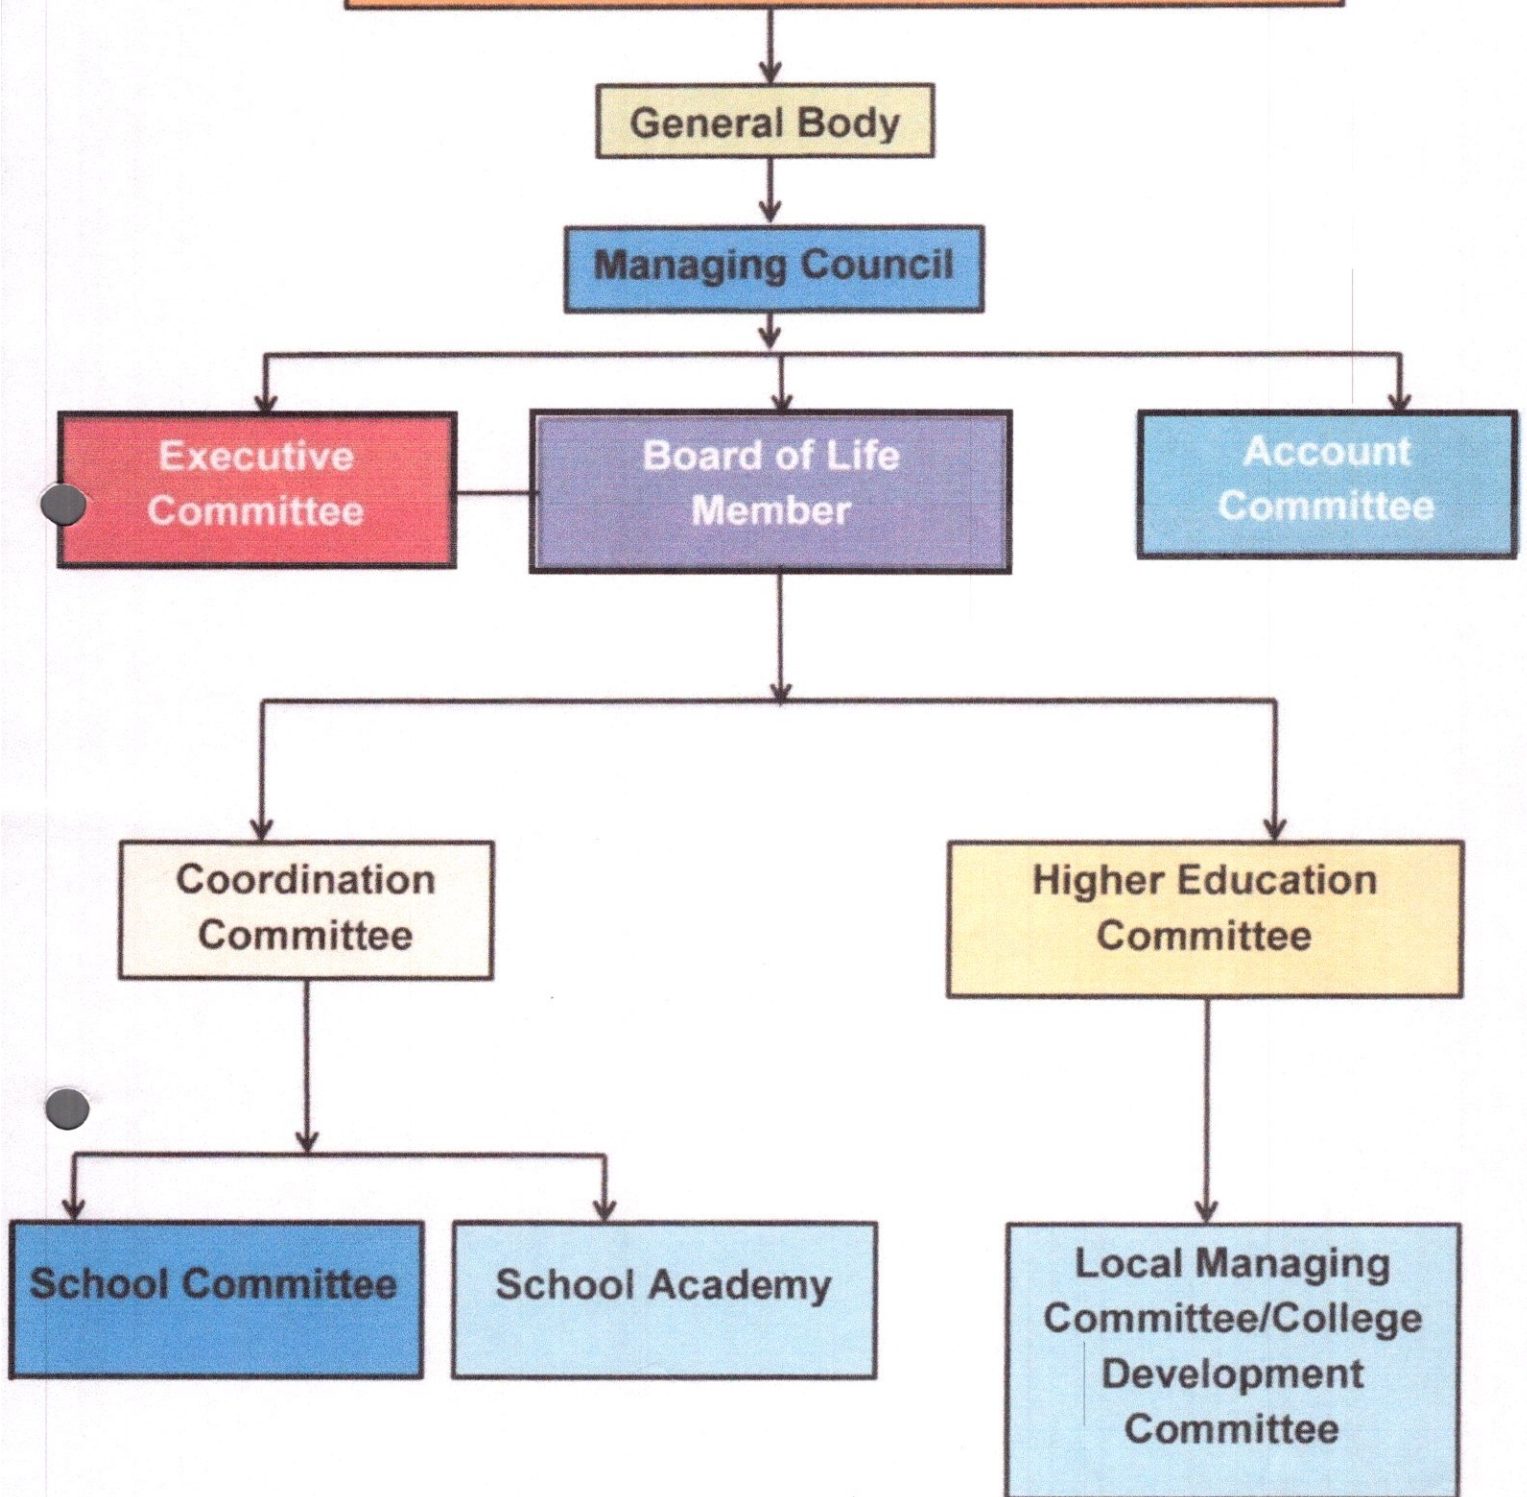 General Body
Managing Council
Executive
Committee
Board of Life
Member
Account
Committee
Coordination
Committee
Higher Education
Committee
School Committee
School Academy
Local Managing
Committee/College
Development
Committee